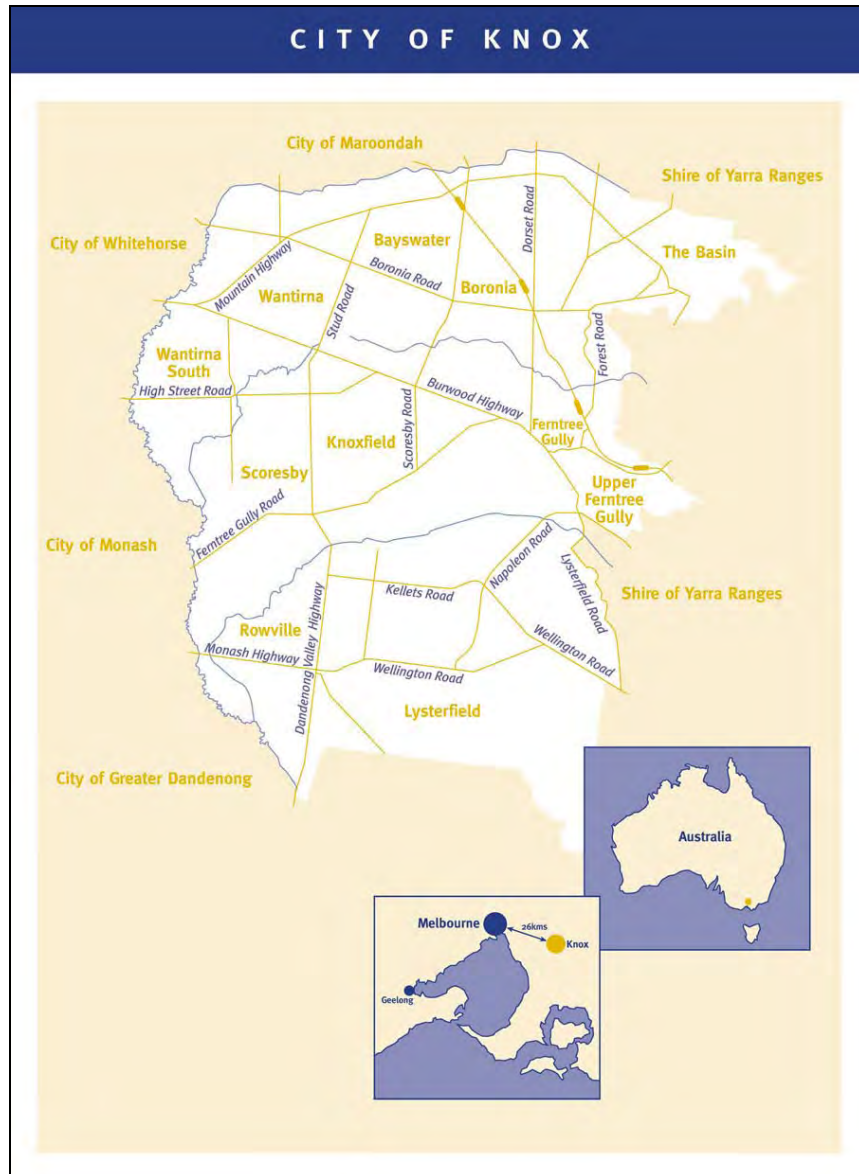 CITY OF KNOX
City of Maroondah
Shire of Yarra Ranges
Dorset Road
City of Whitehorse
Bayswater
The Basin
Mountain Highway
Boronia Road
Boronia
Wantirna
Stud Road
Forest Road
Wantirna
South
High Street Road
Burwood Highway
Scoresby Road
Ferntree
Gully
Knoxfield
Scoresby
Upper
Ferntree
Gully
Ferntree Gully Road
City of Monash
Napoleon Road
Lysterfield Road
Kellets Road
Shire of Yarra Ranges
Dandenong Valley Highway
Rowville
Monash Highway
Wellington Road
Wellington Road
Lysterfield
City of Greater Dandenong
Australia
Melbourne
26kms
Knox
Geelong